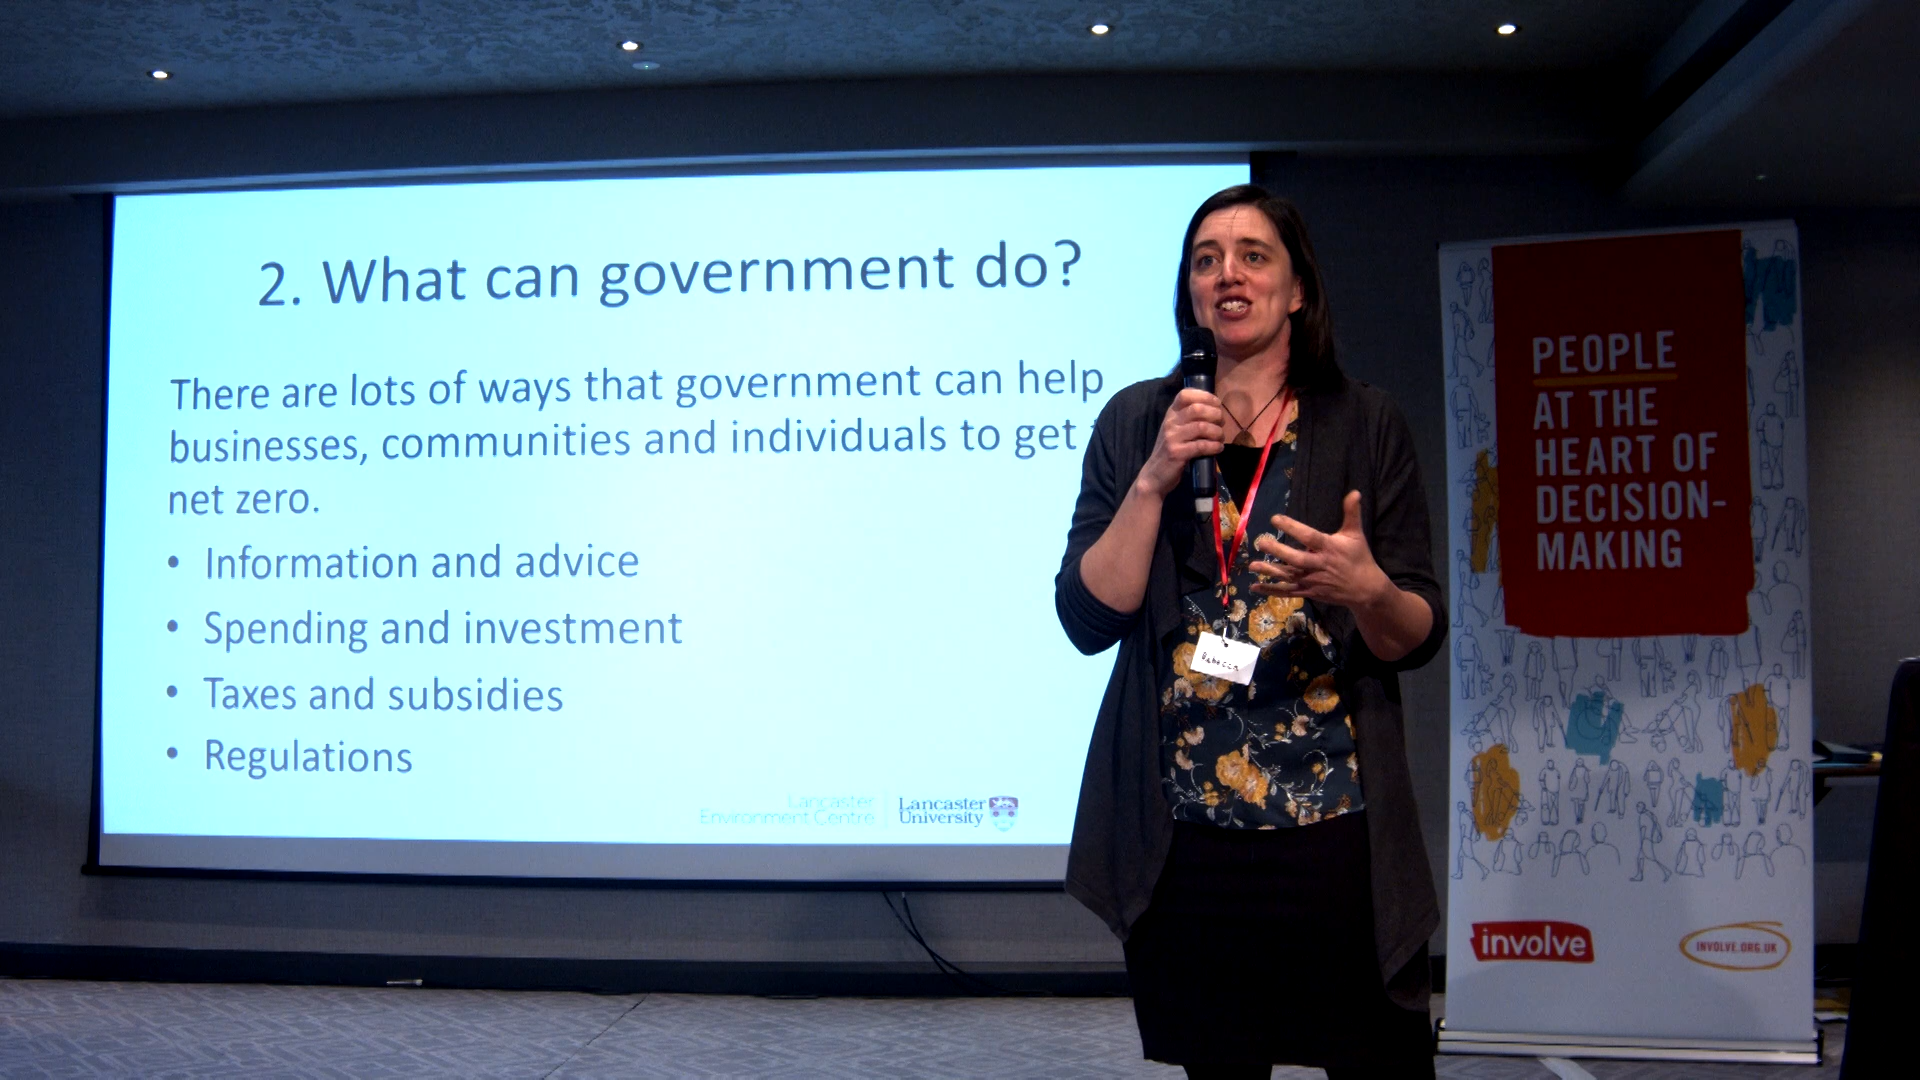 2. What can government do?
There are lots of ways that government can help
businesses, communities and individuals to get
net zero.
• Information and advice
• Spending and investment
• Taxes and subsidies
• Regulations
Lancaster
Environment Centre
Lancaster
University
Rebecca
PEOPLE
AT THE
HEART OF
DECISION-
MAKING
involve
INVOLVE.ORG.UK